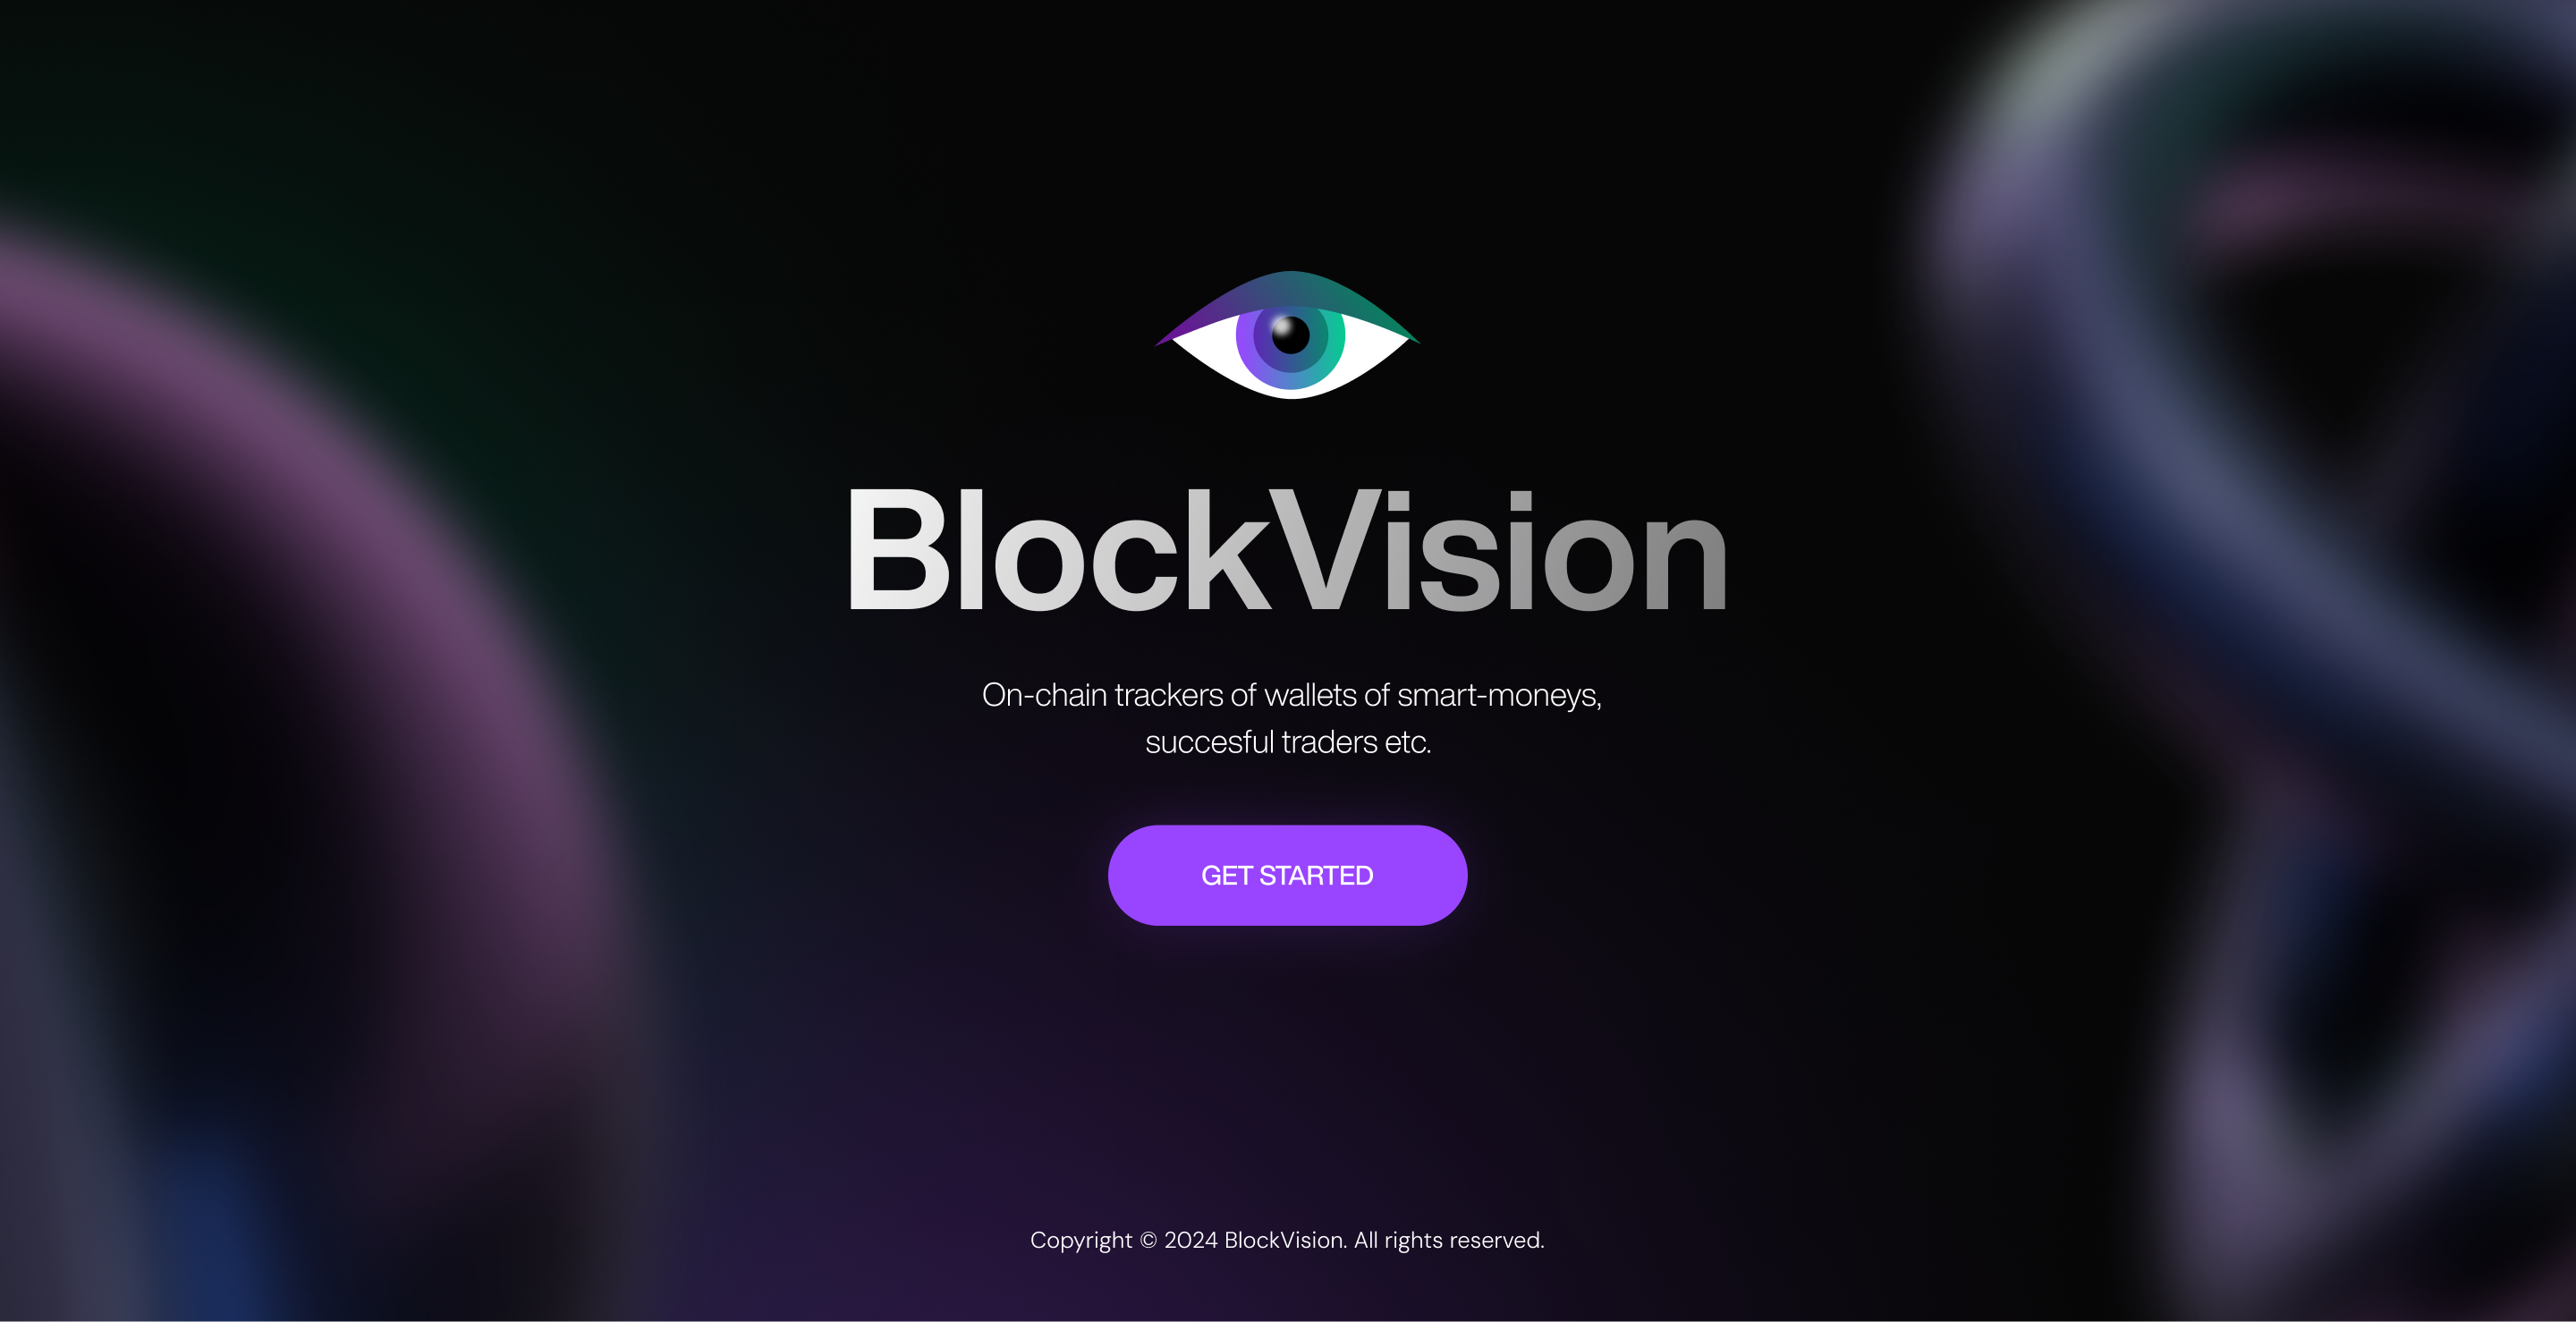 BlockVision
On-chain trackers of wallets of smart-moneys,
succesful traders etc.
GET STARTED
Copyright © 2024 BlockVision. All rights reserved.